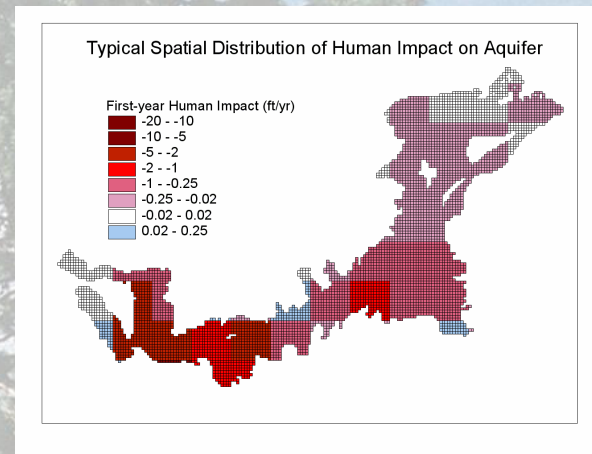 Typical Spatial Distribution of Human Impact on Aquifer
First-year Human Impact (ft/yr)
-20 - -10
-10 - -5
-5 - -2
-2 - -1
-1 - -0.25
-0.25 - -0.02
-0.02 - 0.02
0.02 - 0.25